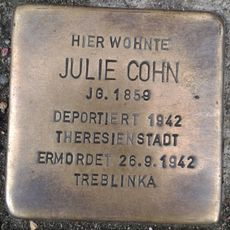 HIER WOHNTE
JULIE COHN
JG. 1859
DEPORTIERT 1942
THERESIENSTADT
ERMORDET 26.9.1942
TREBLINKA